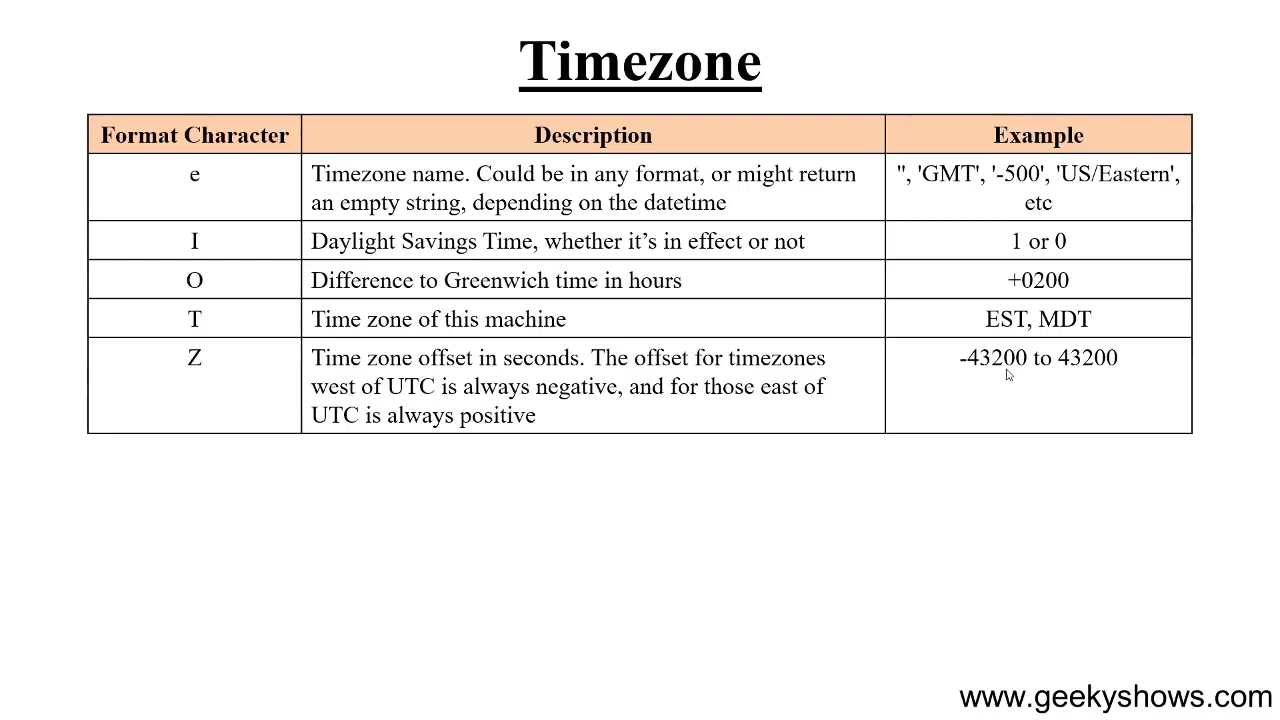 Timezone
Format Character Description Example
e Timezone name. Could be in any format, or might return '', 'GMT', '-500', 'US/Eastern',
an empty string, depending on the datetime etc
I Daylight Savings Time, whether it’s in effect or not 1 or 0
O Difference to Greenwich time in hours +0200
T Time zone of this machine EST, MDT
Z Time zone offset in seconds. The offset for timezones -43200 to 43200
west of UTC is always negative, and for those east of
UTC is always positive
www.geekyshows.com